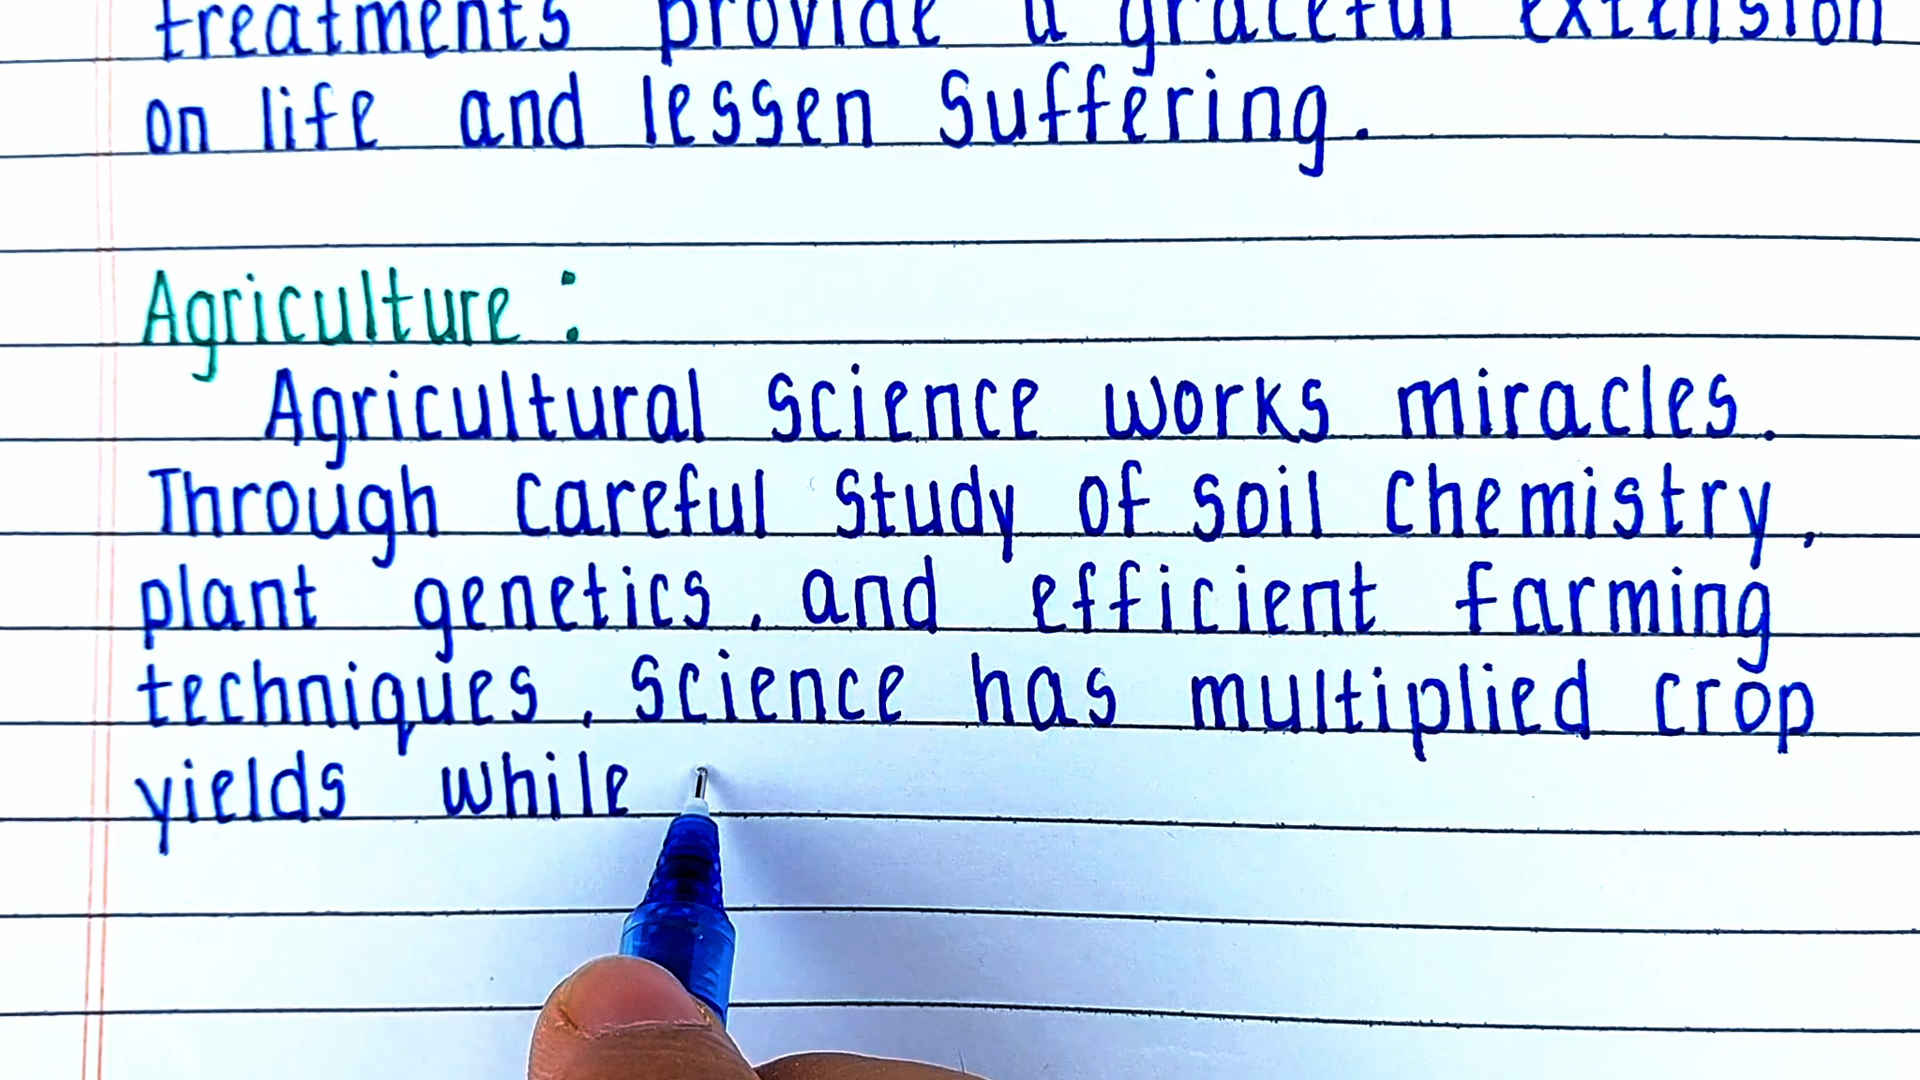 treatments provide a graceful extension
on life and lessen suffering.
Agriculture:
Agricultural science works miracles.
Through careful study of soil chemistry,
plant genetics, and efficient farming
techniques, science has multiplied crop
yields while